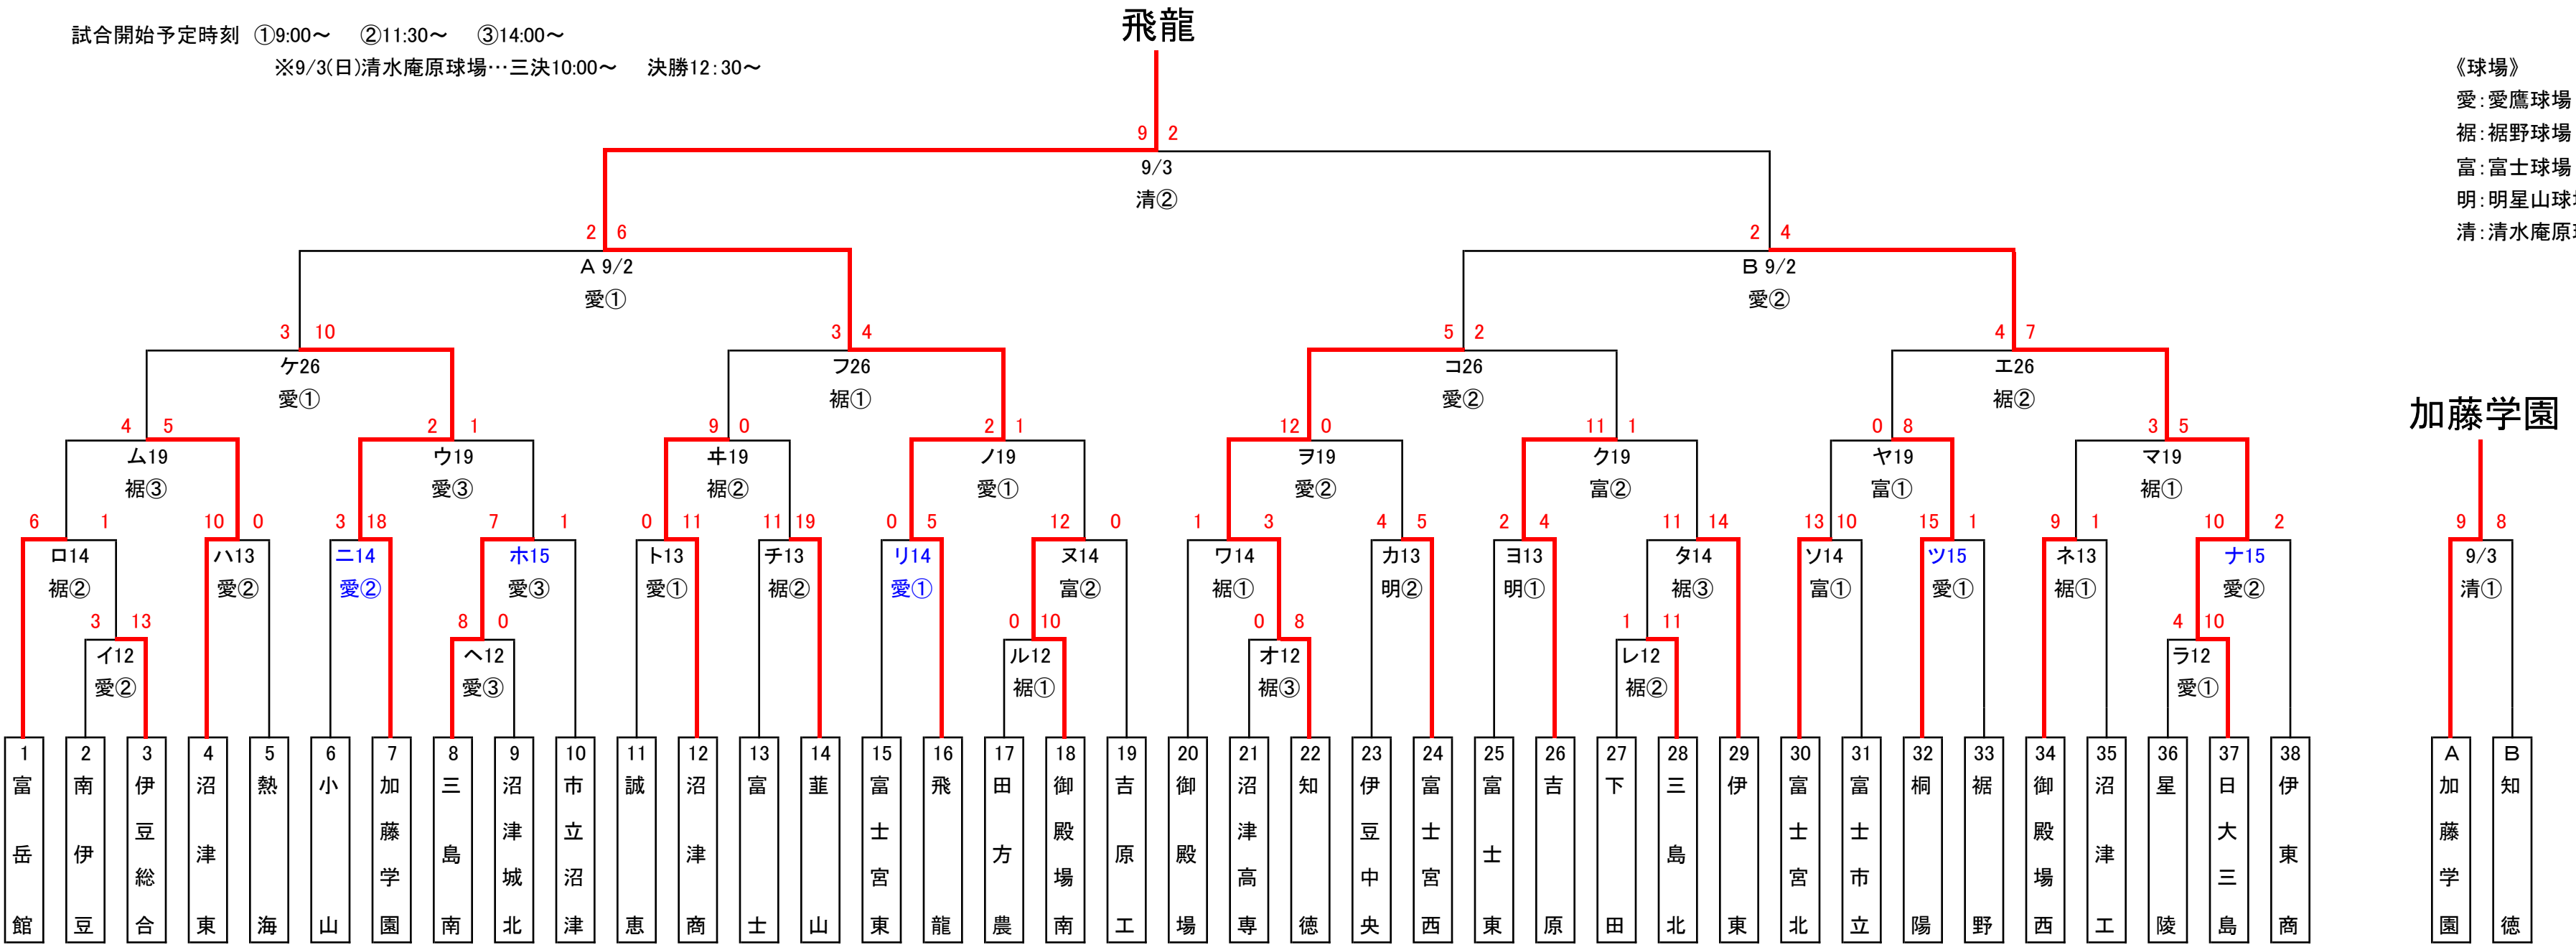 飛龍
試合開始予定時刻 ①9:00～ ②11:30～ ③14:00～
※9/3(日)清水庵原球場…三決10:00～ 決勝12:30～
《球場》
愛:愛鷹球場
裾:裾野球場
富:富士球場
明:明星山球
清:清水庵原
9 2
9/3
清②
2 6 2 4
A 9/2 B 9/2
愛① 愛②
3 10 3 4 5 2 4 7
ケ26 フ26 コ26 エ26
愛① 裾① 愛② 裾②
加藤学園
4 5 2 1 9 0 2 1 12 0 11 1 0 8 3 5
ム19 ウ19 ヰ19 ノ19 ヲ19 ク19 ヤ19 マ19
裾③ 愛③ 裾② 愛① 愛② 富② 富① 裾①
6 1 10 0 3 18 7 1 0 11 11 19 0 5 12 0 1 3 4 5 2 4 11 14 13 10 15 1 9 1 10 2 9 8
ロ14 ハ13 ニ14 ホ15 ト13 チ13 リ14 ヌ14 ワ14 カ13 ヨ13 タ14 ソ14 ツ15 ネ13 ナ15 9/3
裾② 愛② 愛② 愛③ 愛① 裾② 愛① 富② 裾① 明② 明① 裾③ 富① 愛① 裾① 愛② 清①
3 13 8 0 0 10 0 8 1 11 4 10
イ12 ヘ12 ル12 オ12 レ12 ラ12
愛② 愛③ 裾① 裾③ 裾② 愛①
1 富岳館
2 南伊豆
3 伊豆総合
4 沼津東
5 熱海
6 小山
7 加藤学園
8 三島南
9 沼津城北
10 市立沼津
11 誠恵
12 沼津商
13 富士
14 韮山
15 富士宮東
16 飛龍
17 田方農
18 御殿場南
19 吉原工
20 御殿場
21 沼津高専
22 知徳
23 伊豆中央
24 富士宮西
25 富士東
26 吉原
27 下田
28 三島北
29 伊東
30 富士宮北
31 富士市立
32 桐陽
33 裾野
34 御殿場西
35 沼津工
36 星陵
37 日大三島
38 伊東商
A 加藤学園
B 知徳